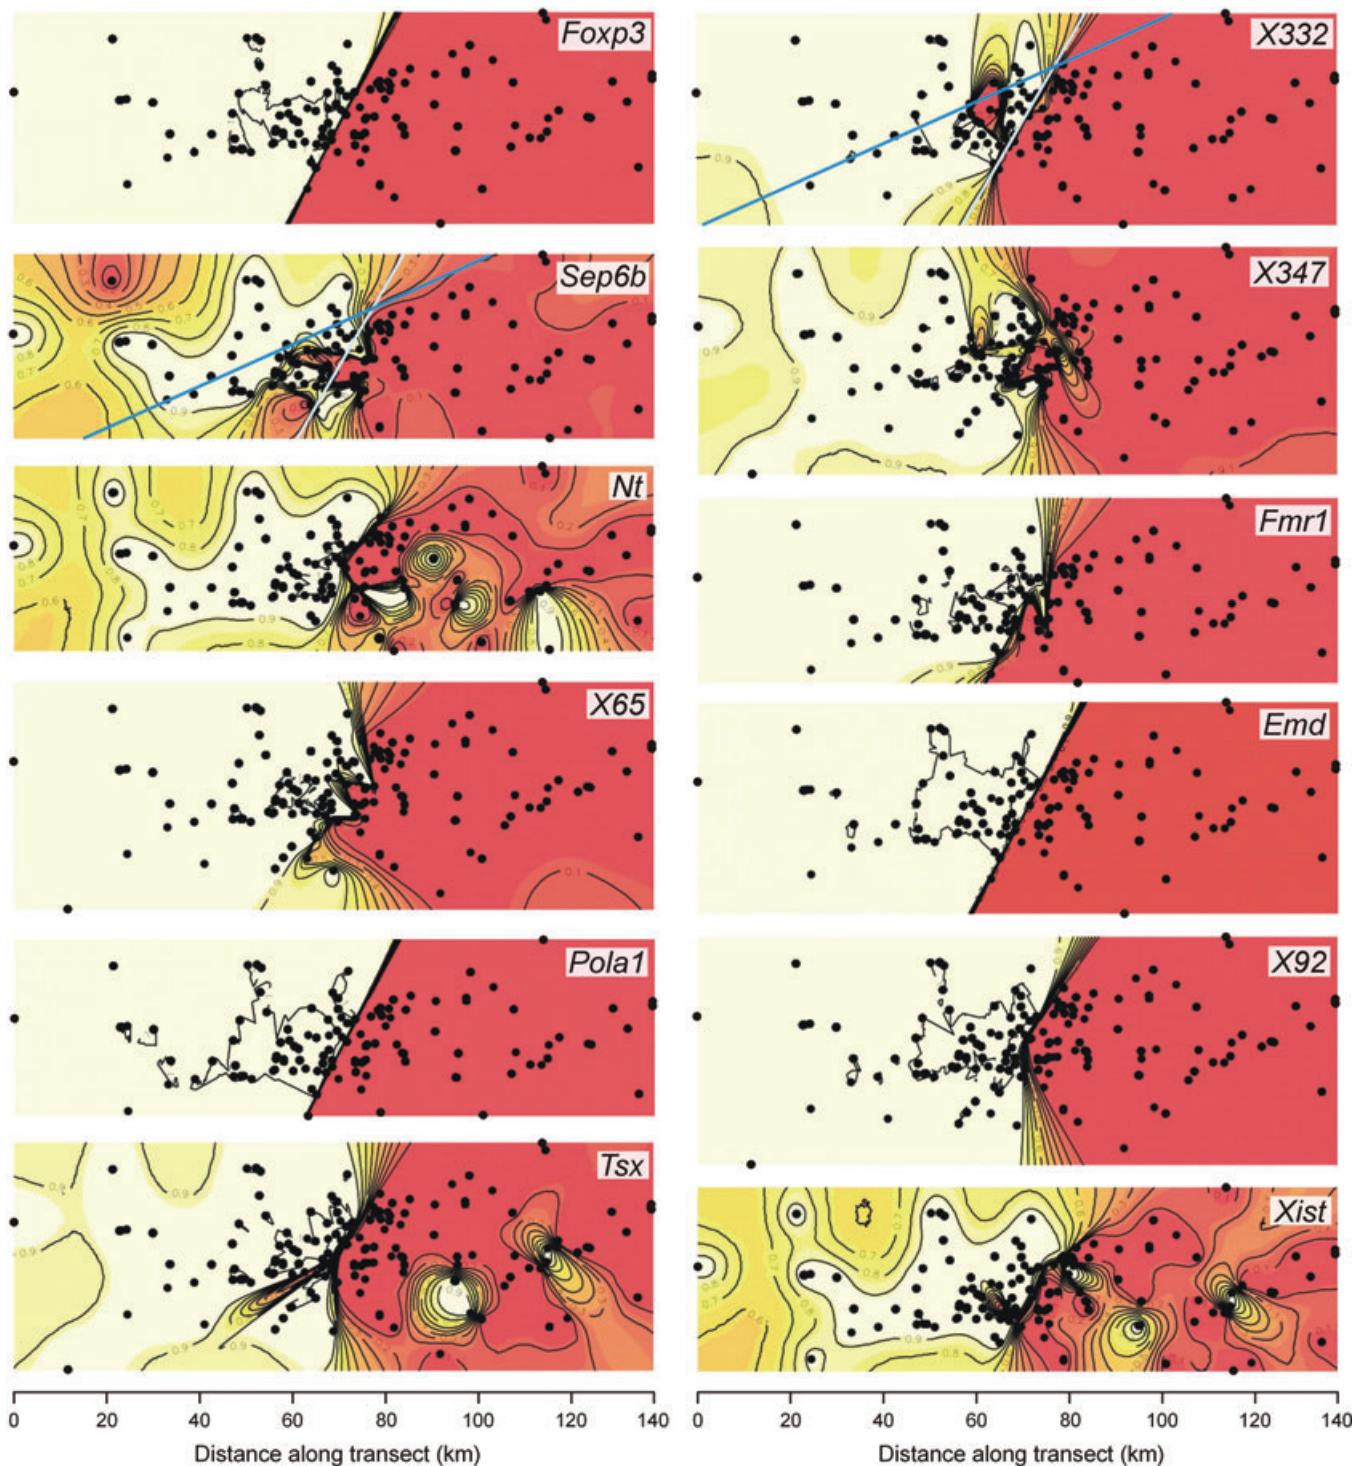 Foxp3
X332
Sep6b
X347
Nt
Fmr1
X65
Emd
Pola1
X92
Tsx
Xist
0 20 40 60 80 100 120 140
0 20 40 60 80 100 120 140
Distance along transect (km)
Distance along transect (km)